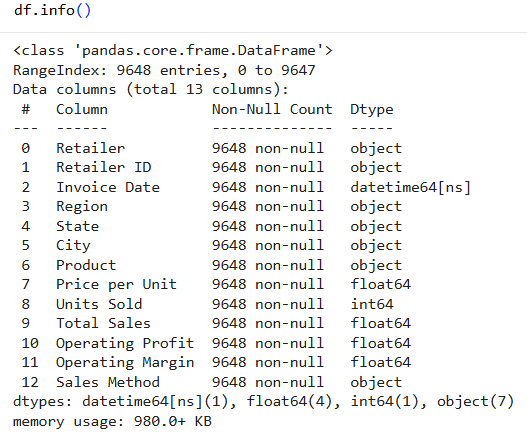 df.info()
<class 'pandas.core.frame.DataFrame'>
RangeIndex: 9648 entries, 0 to 9647
Data columns (total 13 columns):
 #   Column            Non-Null Count  Dtype
---  ------            --------------  -----
 0   Retailer          9648 non-null   object
 1   Retailer ID       9648 non-null   object
 2   Invoice Date      9648 non-null   datetime64[ns]
 3   Region            9648 non-null   object
 4   State             9648 non-null   object
 5   City              9648 non-null   object
 6   Product           9648 non-null   object
 7   Price per Unit    9648 non-null   float64
 8   Units Sold        9648 non-null   int64
 9   Total Sales       9648 non-null   float64
 10  Operating Profit  9648 non-null   float64
 11  Operating Margin  9648 non-null   float64
 12  Sales Method      9648 non-null   object
dtypes: datetime64[ns](1), float64(4), int64(1), object(7)
memory usage: 980.0+ KB